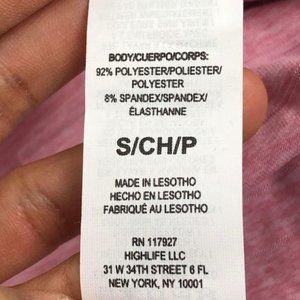 BODY/CUERPO/CORPS:
92% POLYESTER/POLIESTER/
POLYESTER
8% SPANDEX/SPANDEX/
ÉLASTHANNE
S/CH/P
MADE IN LESOTHO
HECHO EN LESOTHO
FABRIQUÉ AU LESOTHO
RN 117927
HIGHLIFE LLC
31 W 34TH STREET 6 FL
NEW YORK, NY 10001